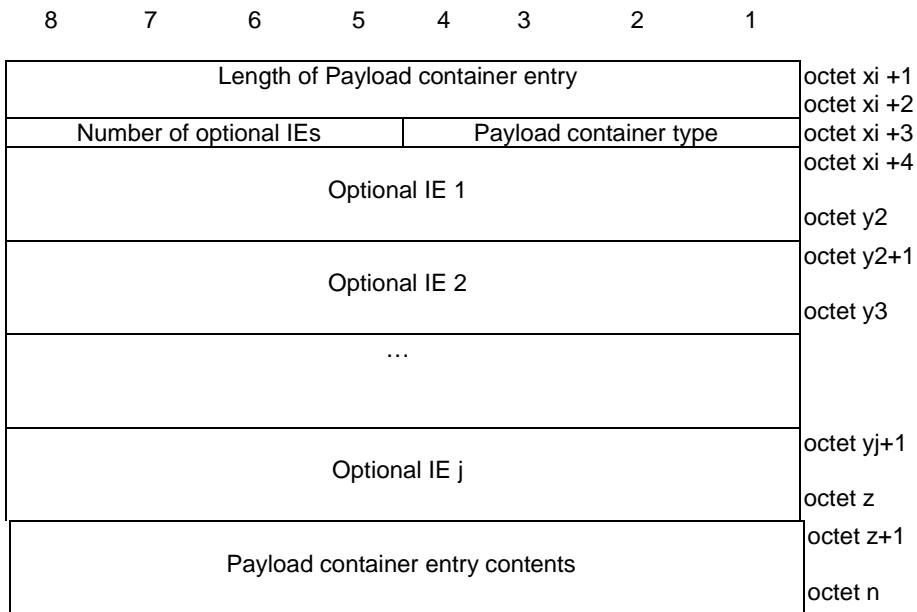 8 7 6 5 4 3 2 1
Length of Payload container entry octet xi +1
octet xi +2
Number of optional IEs Payload container type octet xi +3
octet xi +4
Optional IE 1
octet y2
octet y2+1
Optional IE 2
octet y3
…
octet yj+1
Optional IE j
octet z
octet z+1
Payload container entry contents
octet n